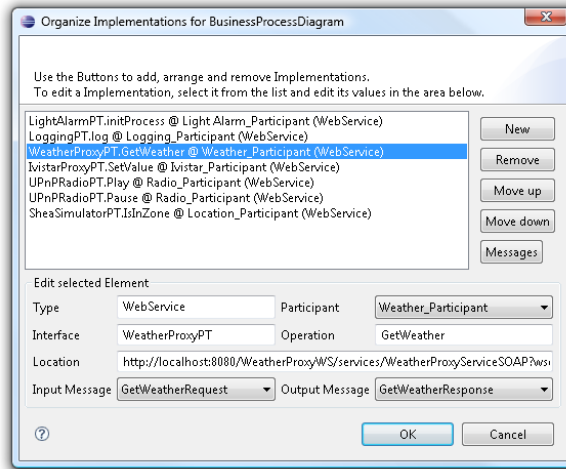 Organize Implementations for BusinessProcessDiagram
Use the Buttons to add, arrange and remove Implementations.
To edit a Implementation, select it from the list and edit its values in the area below.
LightAlarmPT.initProcess @ Light Alarm_Participant (WebService)
LoggingPT.log @ Logging_Participant (WebService)
WeatherProxyPT.GetWeather @ Weather_Participant (WebService)
IvistarProxyPT.SetValue @ Ivistar_Participant (WebService)
UPnPRadioPT.Play @ Radio_Participant (WebService)
UPnPRadioPT.Pause @ Radio_Participant (WebService)
SheaSimulatorPT.IsInZone @ Location_Participant (WebService)
New
Remove
Move up
Move down
Messages
Edit selected Element
Type WebService Participant Weather_Participant
Interface WeatherProxyPT Operation GetWeather
Location http://localhost:8080/WeatherProxyWS/services/WeatherProxyServiceSOAP?ws
Input Message GetWeatherRequest Output Message GetWeatherResponse
? OK Cancel